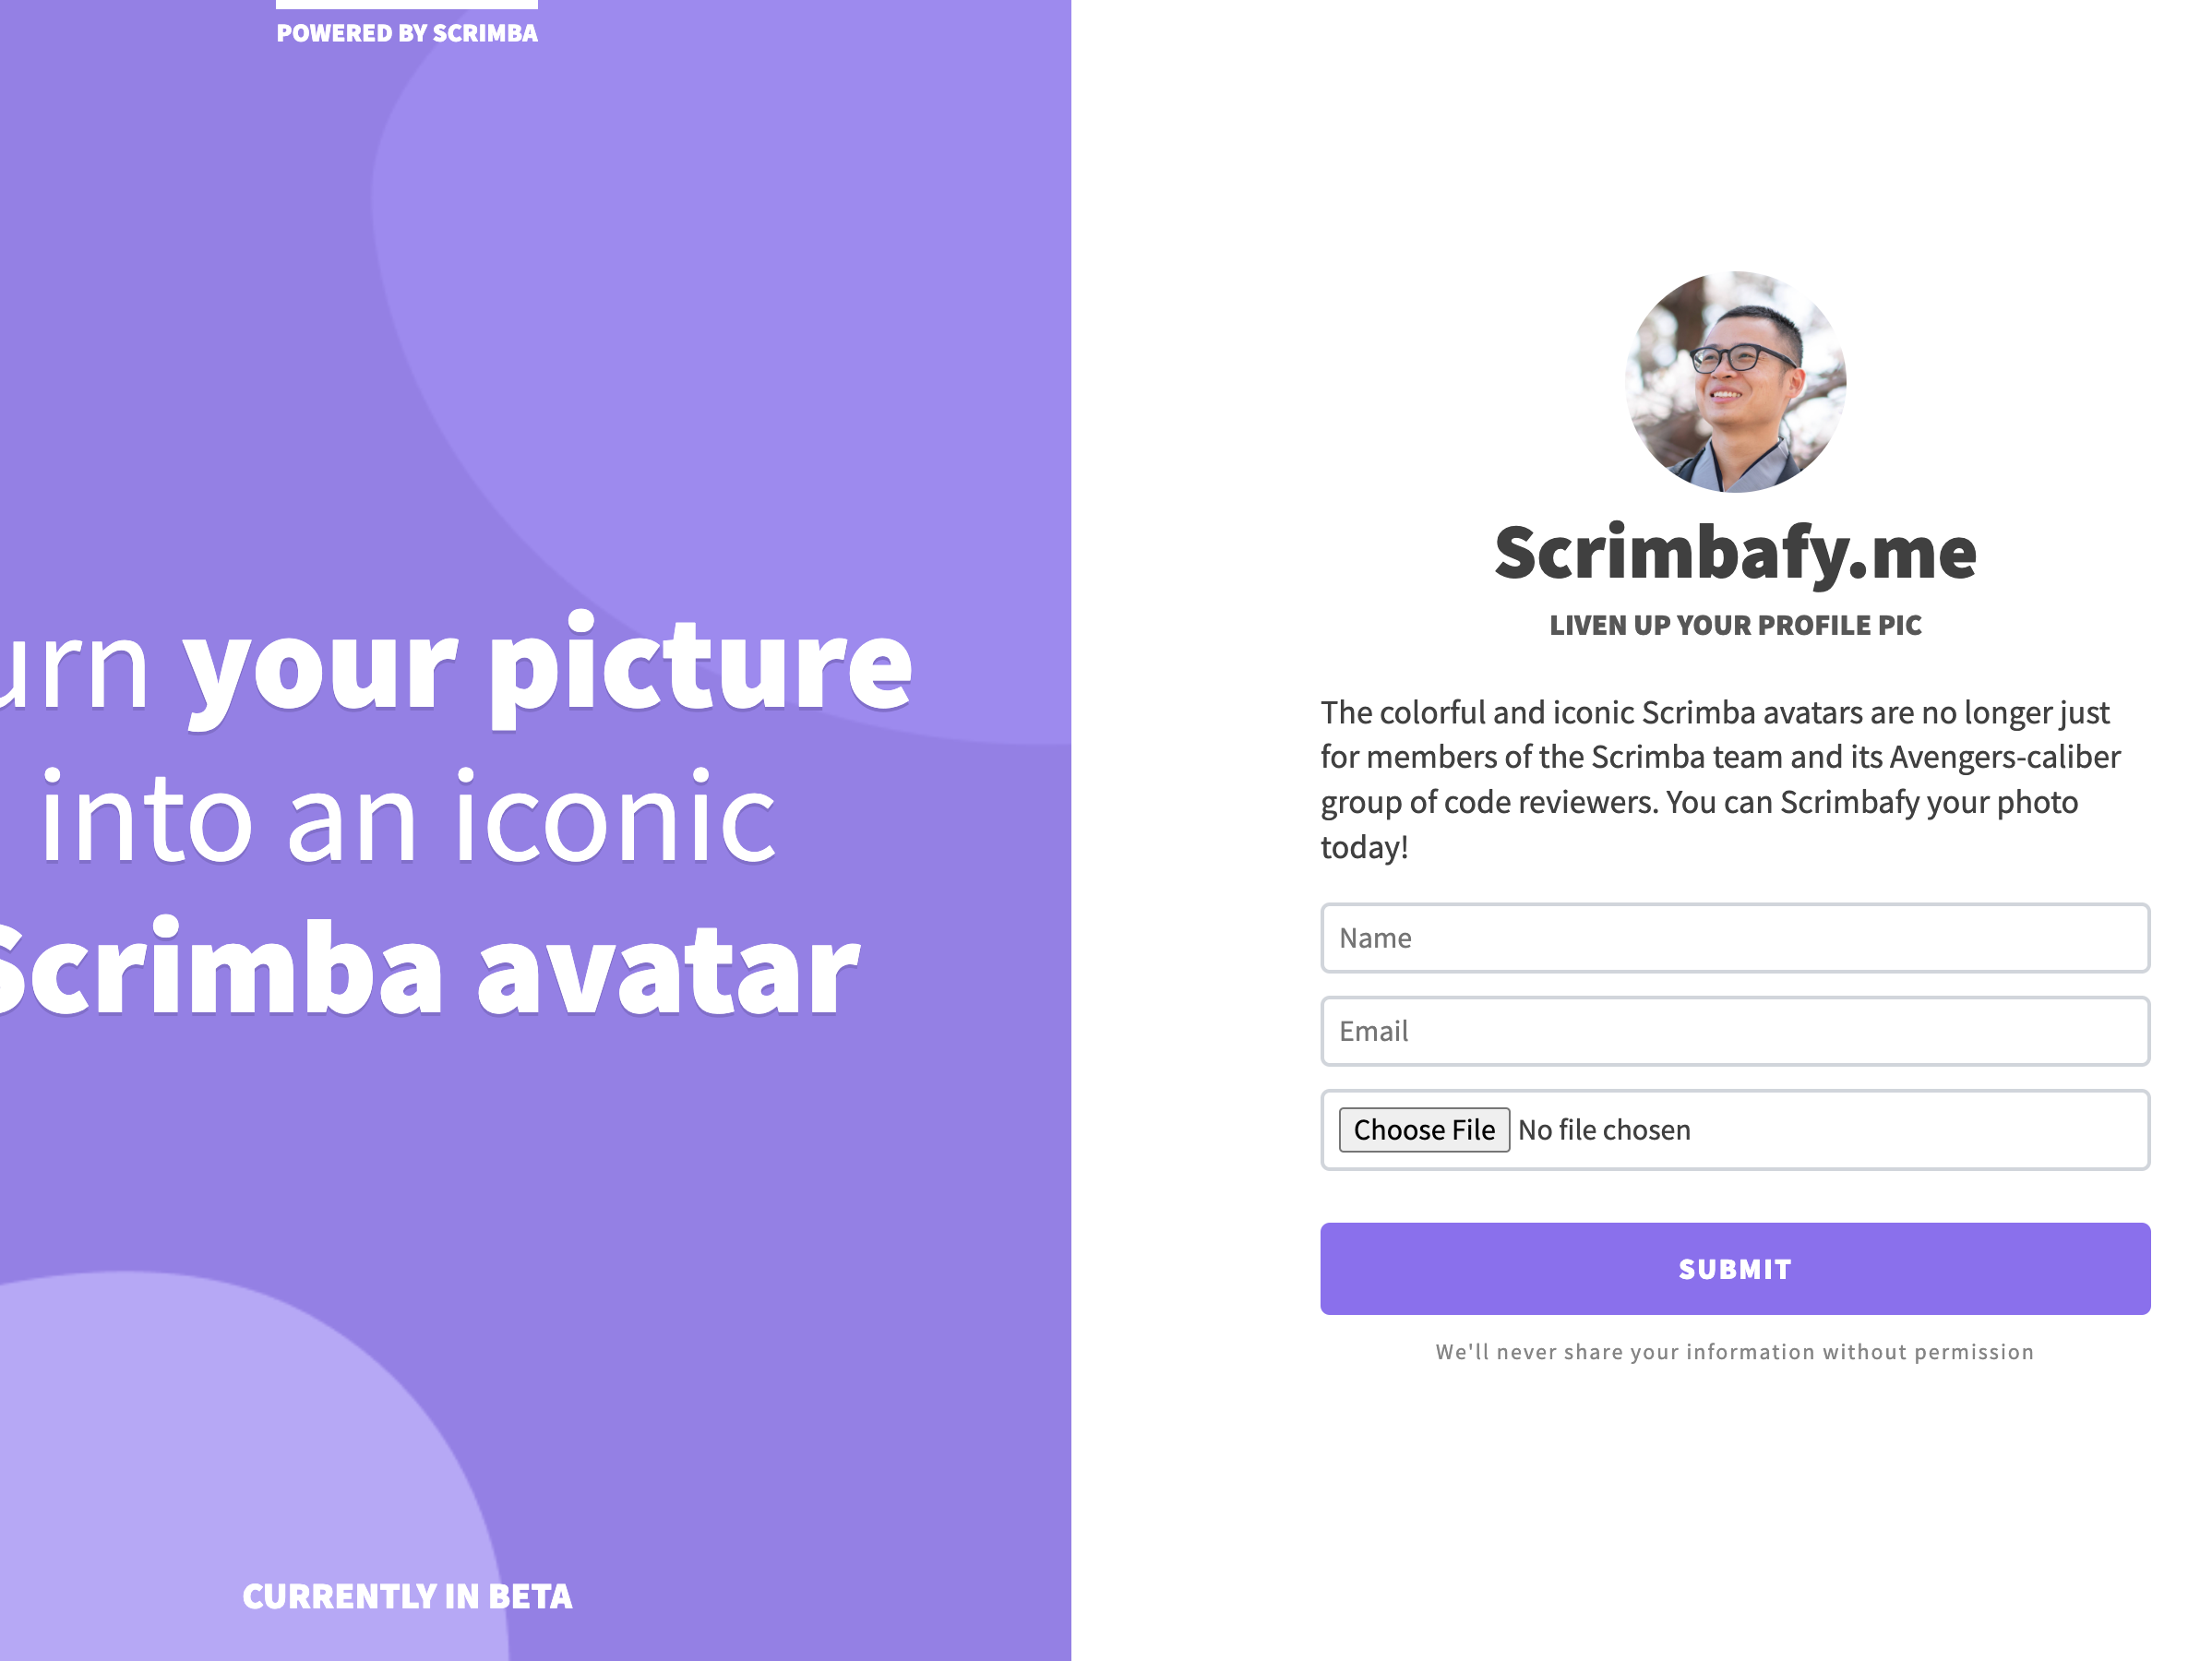 POWERED BY SCRIMBA
urn your picture
into an iconic
Scrimba avatar
CURRENTLY IN BETA
Scrimbafy.me
LIVEN UP YOUR PROFILE PIC
The colorful and iconic Scrimba avatars are no longer just
for members of the Scrimba team and its Avengers-caliber
group of code reviewers. You can Scrimbafy your photo
today!
Name
Email
Choose File No file chosen
SUBMIT
We'll never share your information without permission